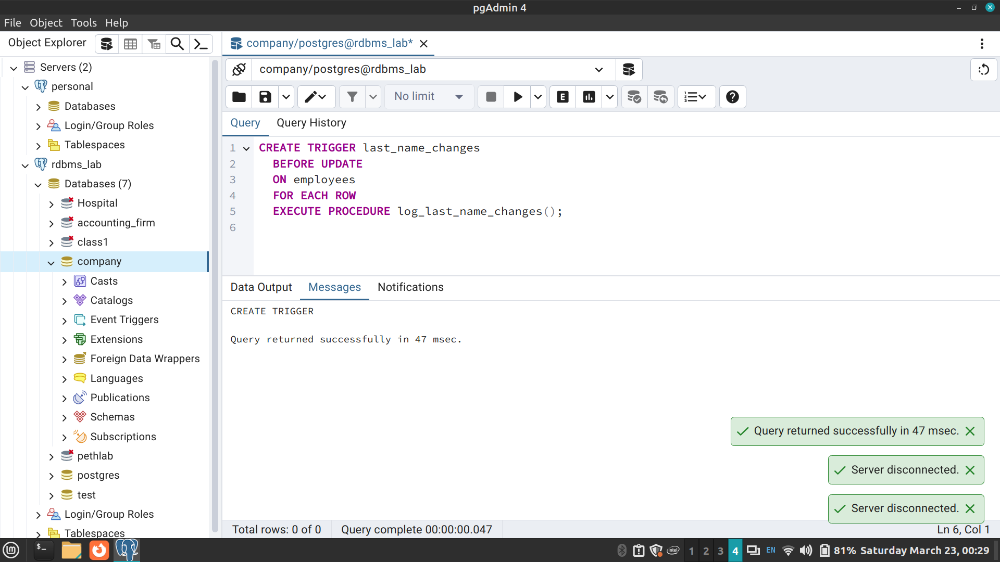 pgAdmin 4
File Object Tools Help
Object Explorer
Servers (2)
personal
Databases
Login/Group Roles
Tablespaces
rdbms_lab
Databases (7)
Hospital
accounting_firm
class1
company
Casts
Catalogs
Event Triggers
Extensions
Foreign Data Wrappers
Languages
Publications
Schemas
Subscriptions
pethlab
postgres
test
Login/Group Roles
Tablespaces
company/postgres@rdbms_lab*
company/postgres@rdbms_lab
No limit
E
Query Query History
1 CREATE TRIGGER last_name_changes
2 BEFORE UPDATE
3 ON employees
4 FOR EACH ROW
5 EXECUTE PROCEDURE log_last_name_changes();
6
Data Output Messages Notifications
CREATE TRIGGER
Query returned successfully in 47 msec.
Query returned successfully in 47 msec.
Server disconnected.
Server disconnected.
Total rows: 0 of 0 Query complete 00:00:00.047 Ln 6, Col 1
intel 1 2 3 4 EN 81% Saturday March 23, 00:29